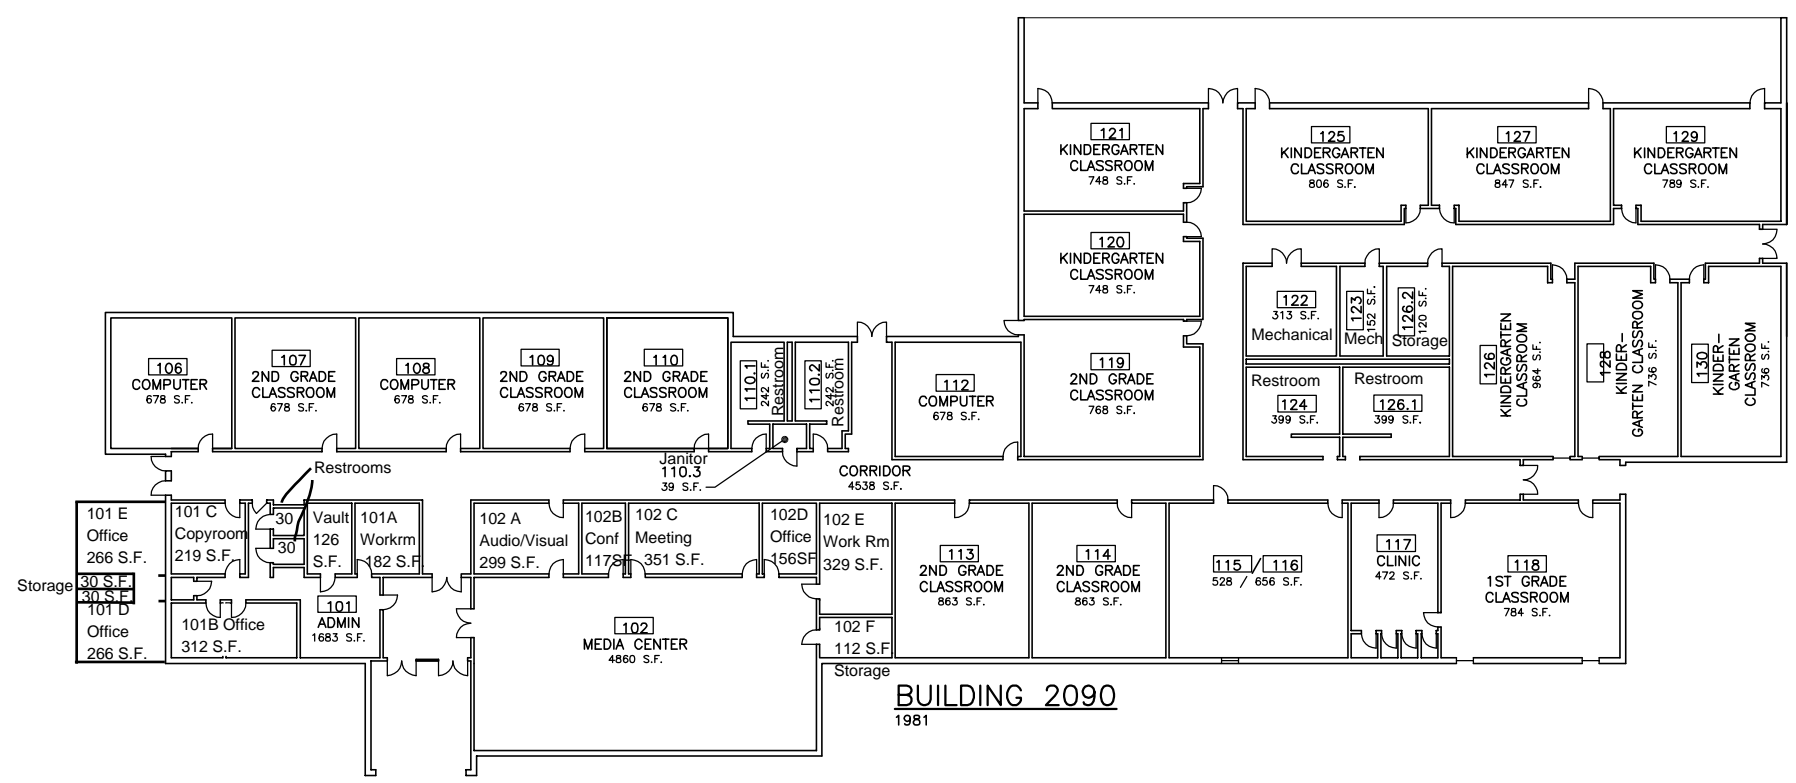 121
KINDERGARTEN
CLASSROOM
748 S.F.
125
KINDERGARTEN
CLASSROOM
806 S.F.
127
KINDERGARTEN
CLASSROOM
847 S.F.
129
KINDERGARTEN
CLASSROOM
789 S.F.
120
KINDERGARTEN
CLASSROOM
748 S.F.
122
313 S.F.
Mechanical
123
152 S.F.
Mech
126.2
120 S.F.
Storage
126
KINDERGARTEN
CLASSROOM
964 S.F.
128
KINDER-
GARTEN CLASSROOM
736 S.F.
130
KINDER-
GARTEN
CLASSROOM
736 S.F.
106
COMPUTER
678 S.F.
107
2ND GRADE
CLASSROOM
678 S.F.
108
COMPUTER
678 S.F.
109
2ND GRADE
CLASSROOM
678 S.F.
110
2ND GRADE
CLASSROOM
678 S.F.
110.1
242 S.F.
Restroom
110.2
242 S.F.
Restroom
112
COMPUTER
678 S.F.
119
2ND GRADE
CLASSROOM
768 S.F.
Restroom
124
399 S.F.
Restroom
126.1
399 S.F.
Restrooms
Janitor
110.3
39 S.F.
CORRIDOR
4538 S.F.
101 E
Office
266 S.F.
101 C
Copyroom
219 S.F.
30
30
Vault
126
S.F.
101A
Workrm
182 S.F.
102 A
Audio/Visual
299 S.F.
102B
Conf
117SF
102 C
Meeting
351 S.F.
102D
Office
156SF
102 E
Work Rm
329 S.F.
113
2ND GRADE
CLASSROOM
863 S.F.
114
2ND GRADE
CLASSROOM
863 S.F.
115 / 116
528 / 656 S.F.
117
CLINIC
472 S.F.
118
1ST GRADE
CLASSROOM
784 S.F.
Storage
30 S.F.
30 S.F.
101 D
Office
266 S.F.
101B Office
312 S.F.
101
ADMIN
1683 S.F.
102
MEDIA CENTER
4860 S.F.
102 F
112 S.F.
Storage
BUILDING 2090
1981